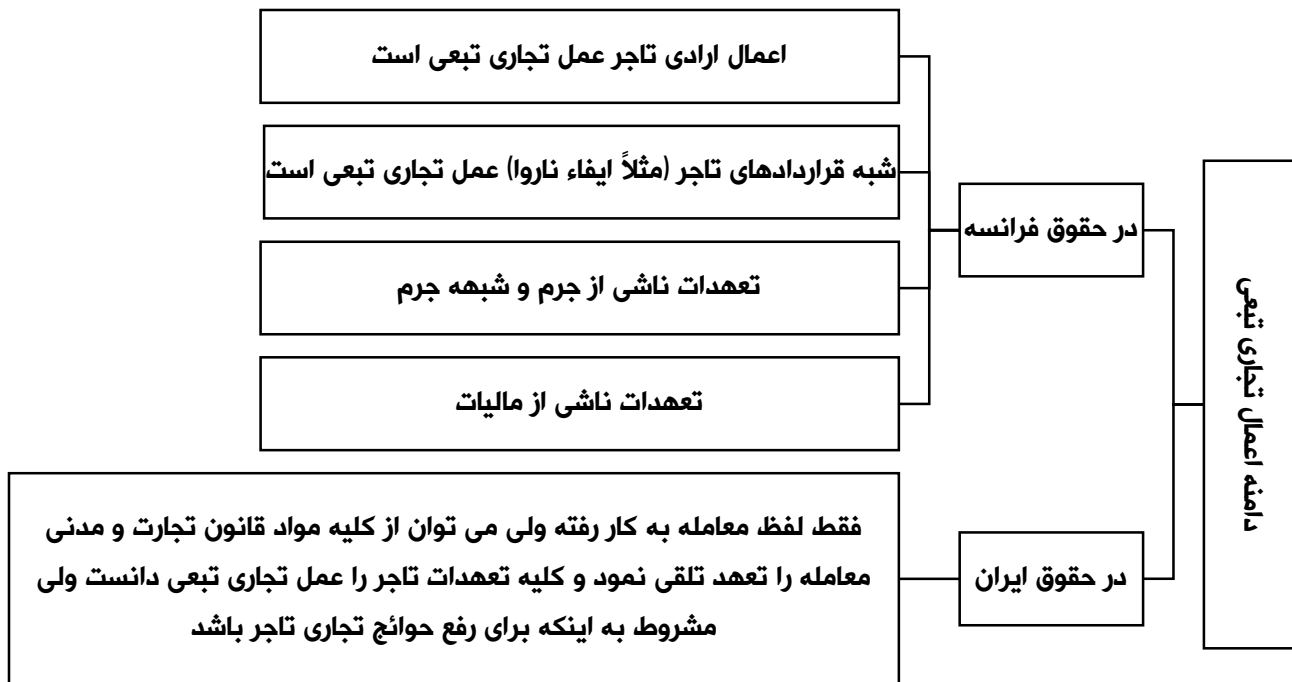 دامنه اعمال تجاری تبعی
در حقوق فرانسه
اعمال ارادی تاجر عمل تجاری تبعی است
شبه قراردادهای تاجر (مثلاً ایفاء ناروا) عمل تجاری تبعی است
تعهدات ناشی از جرم و شبهه جرم
تعهدات ناشی از مالیات
در حقوق ایران
فقط لفظ معامله به کار رفته ولی می توان از کلیه مواد قانون تجارت و مدنی
معامله را تعهد تلقی نمود و کلیه تعهدات تاجر را عمل تجاری تبعی دانست ولی
مشروط به اینکه برای رفع حوائج تجاری تاجر باشد